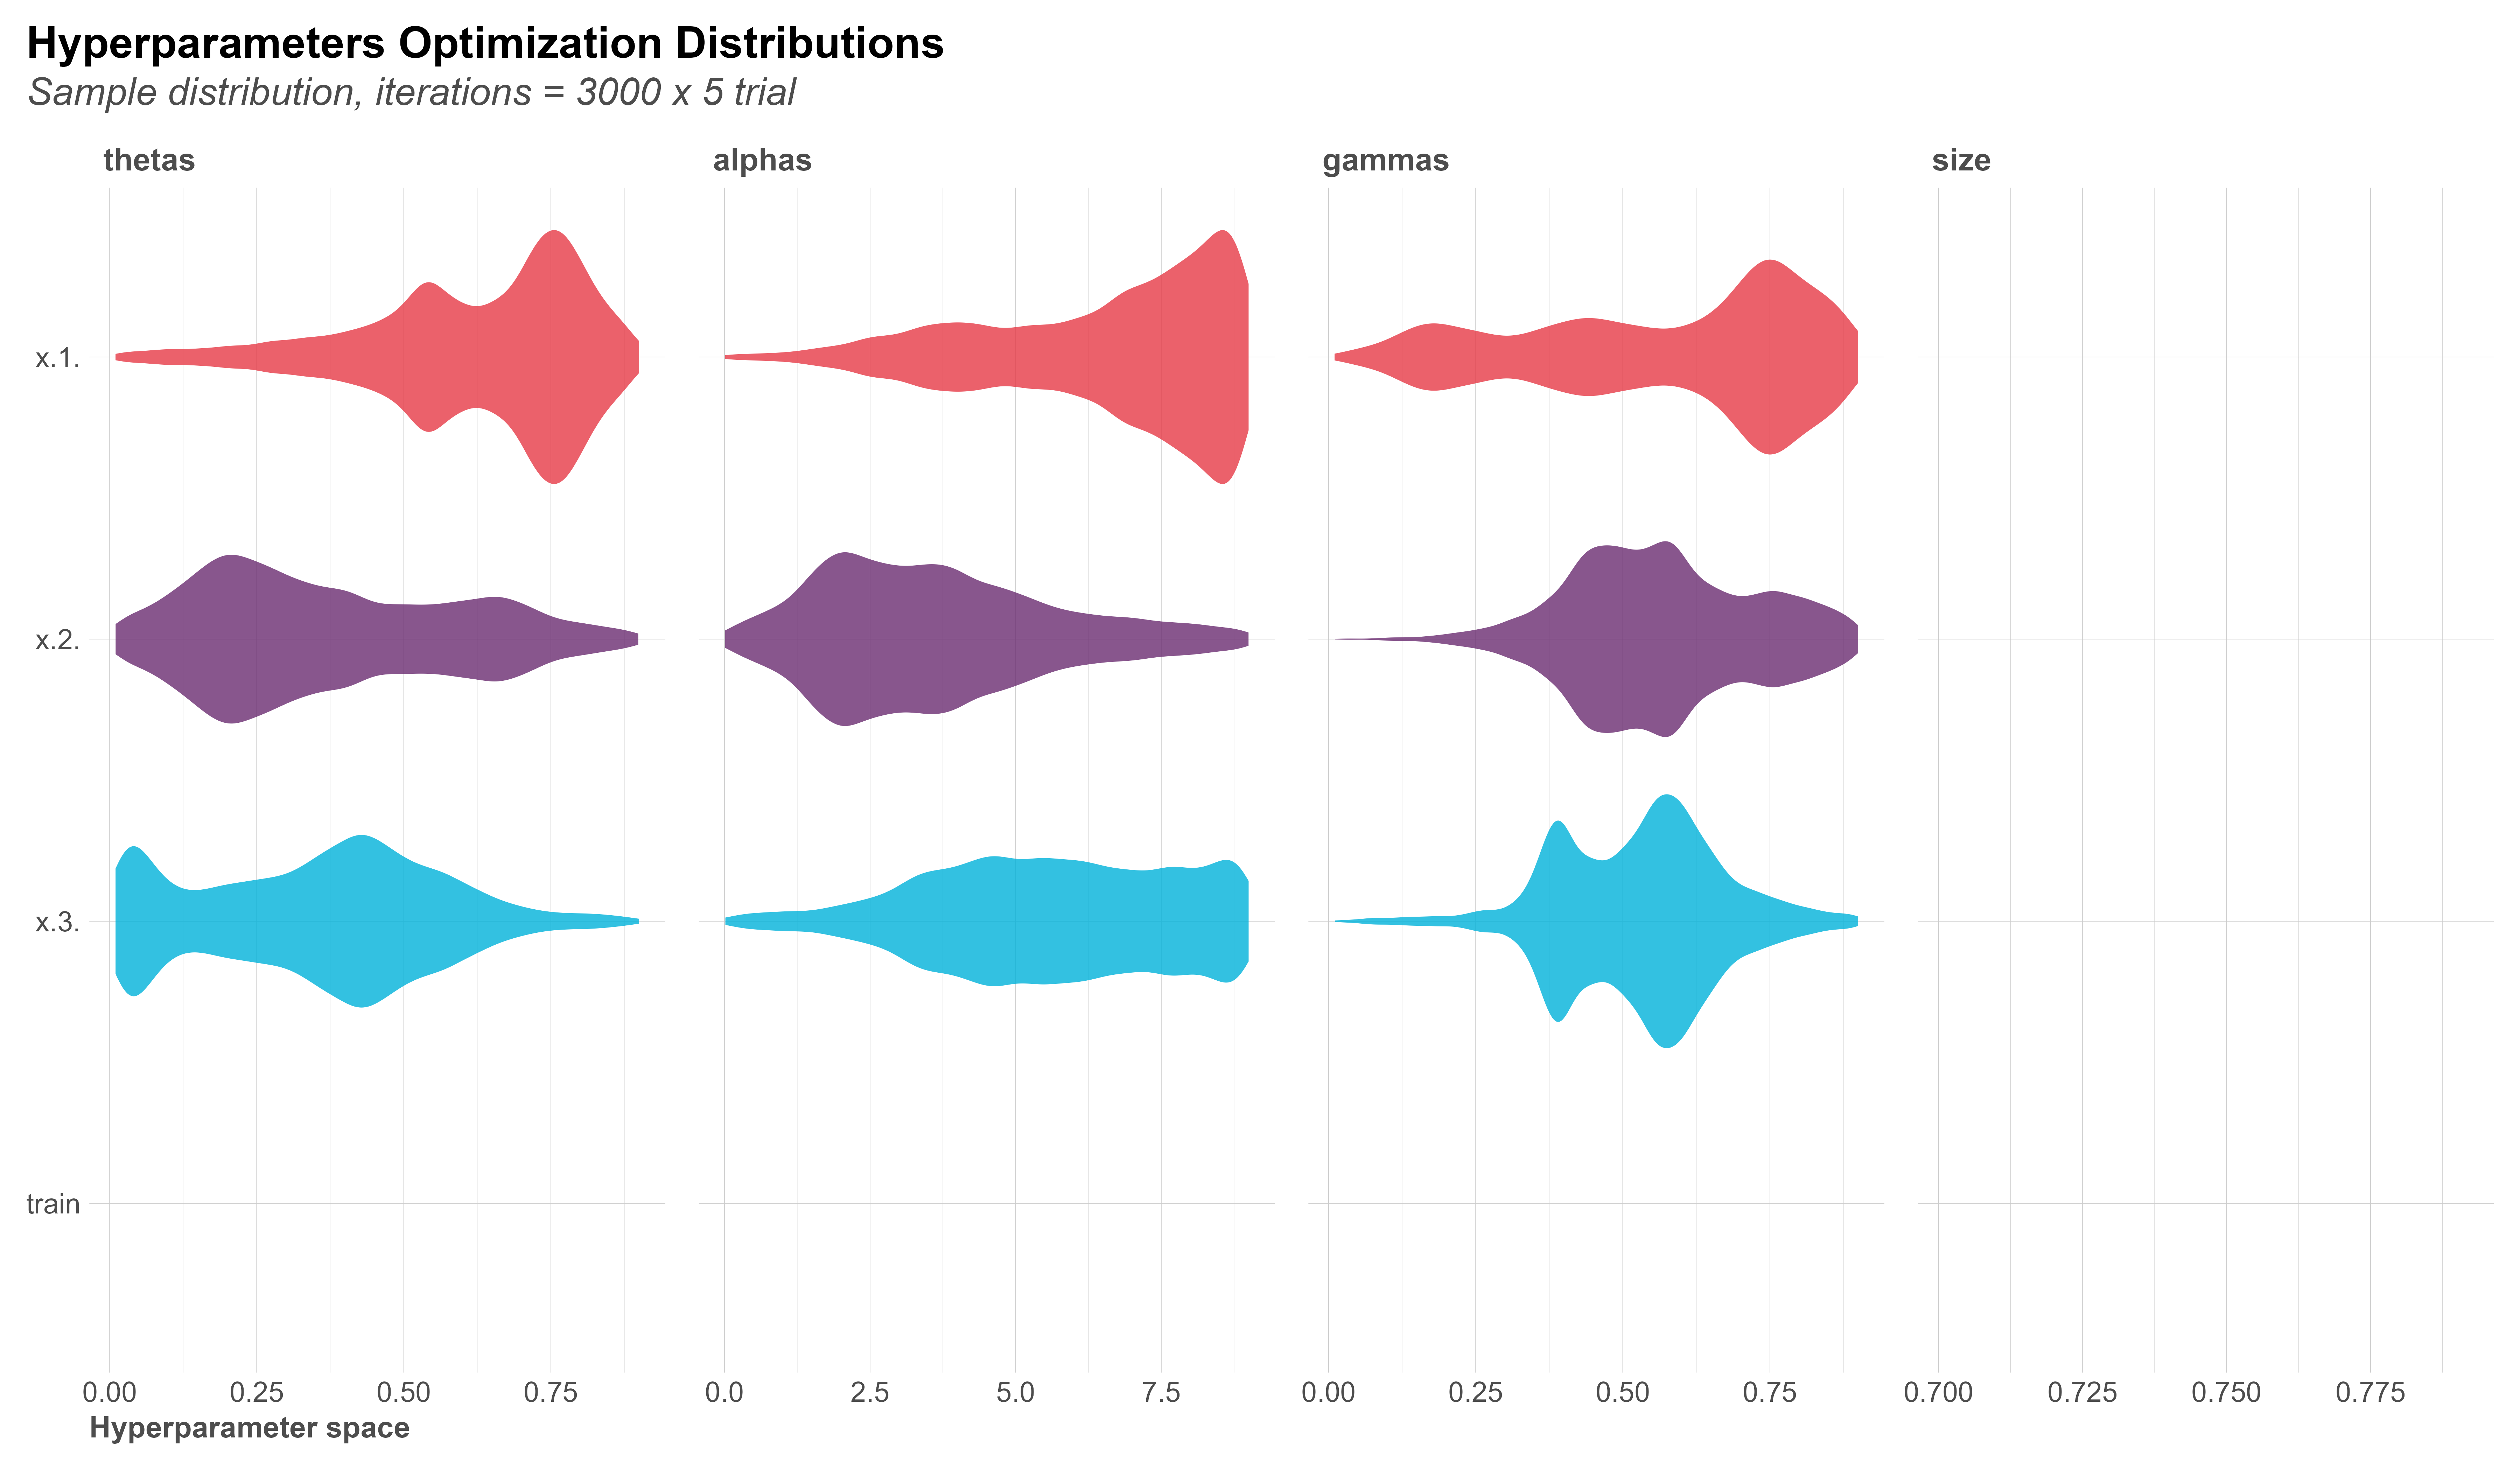 Hyperparameters Optimization Distributions
Sample distribution, iterations = 3000 x 5 trial
thetas alphas gammas size
x.1.
x.2.
x.3.
train
0.00 0.25 0.50 0.75 0.0 2.5 5.0 7.5 0.00 0.25 0.50 0.75 0.700 0.725 0.750 0.775
Hyperparameter space